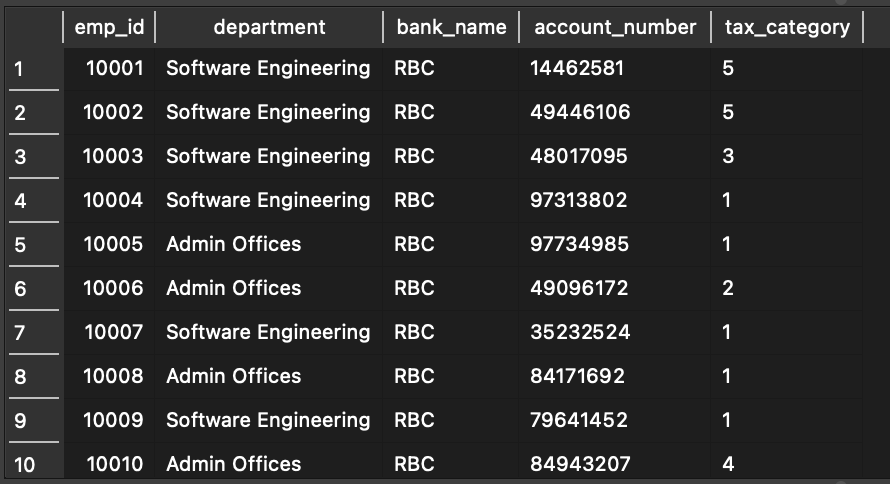 emp_id department bank_name account_number tax_category
1 10001 Software Engineering RBC 14462581 5
2 10002 Software Engineering RBC 49446106 5
3 10003 Software Engineering RBC 48017095 3
4 10004 Software Engineering RBC 97313802 1
5 10005 Admin Offices RBC 97734985 1
6 10006 Admin Offices RBC 49096172 2
7 10007 Software Engineering RBC 35232524 1
8 10008 Admin Offices RBC 84171692 1
9 10009 Software Engineering RBC 79641452 1
10 10010 Admin Offices RBC 84943207 4